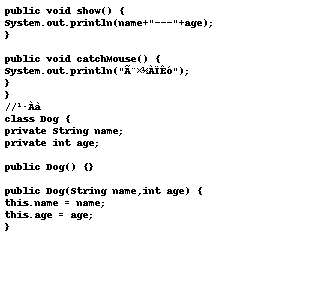 public void show() {
System.out.println(name+"---"+age);
}
public void catchMouse() {
System.out.println("Ã¨×½ÀÏÊó");
}
}
//¹·Àà
class Dog {
private String name;
private int age;
public Dog() {}
public Dog(String name,int age) {
this.name = name;
this.age = age;
}